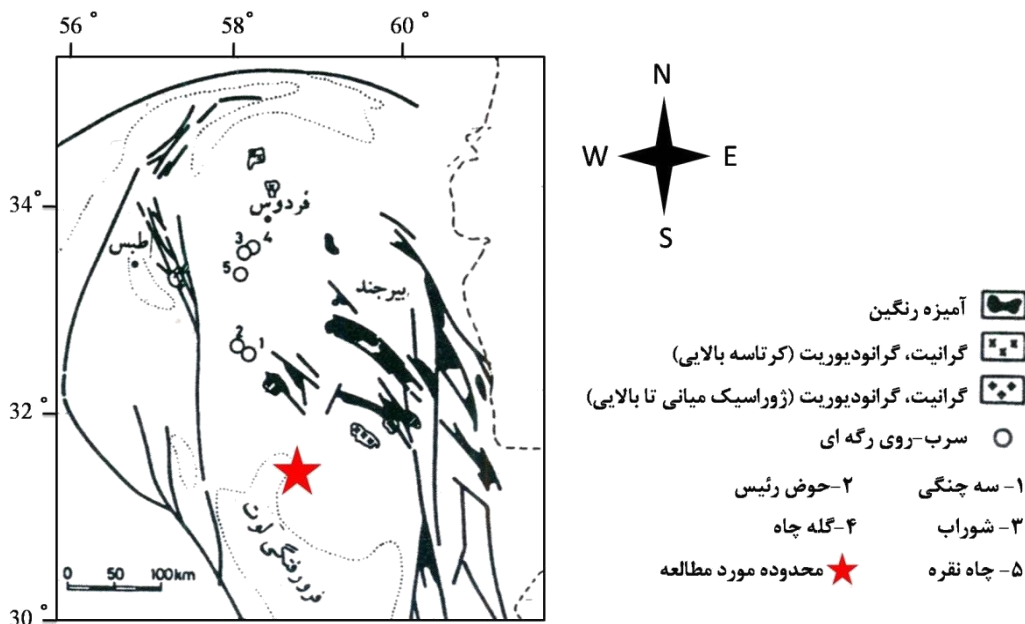 56 °
58 °
60 °
34°
32°
30°
فردوس
طبس
بیرجند
3
4
5
2
1
فرورفتگی لوت
0 50 100km
N
W
E
S
آمیزه رنگین
گرانیت، گرانودیوریت (کرتاسه بالایی)
گرانیت، گرانودیوریت (ژوراسیک میانی تا بالایی)
سرب-روی رگه ای
۱- سه چنگی ۲-حوض رئیس
۳- شوراب ۴-گله چاه
۵- چاه نقره محدوده مورد مطالعه